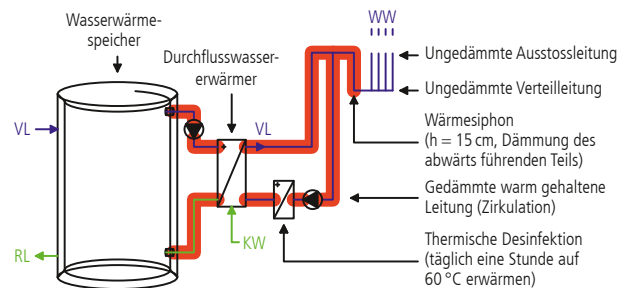 Wasserwärme-
speicher
Durchflusswasser-
erwärmer
WW
Ungedämmte Ausstossleitung
Ungedämmte Verteilleitung
VL
VL
Wärmesiphon
(h = 15 cm, Dämmung des
abwärts führenden Teils)
Gedämmte warm gehaltene
Leitung (Zirkulation)
RL
KW
Thermische Desinfektion
(täglich eine Stunde auf
60 °C erwärmen)